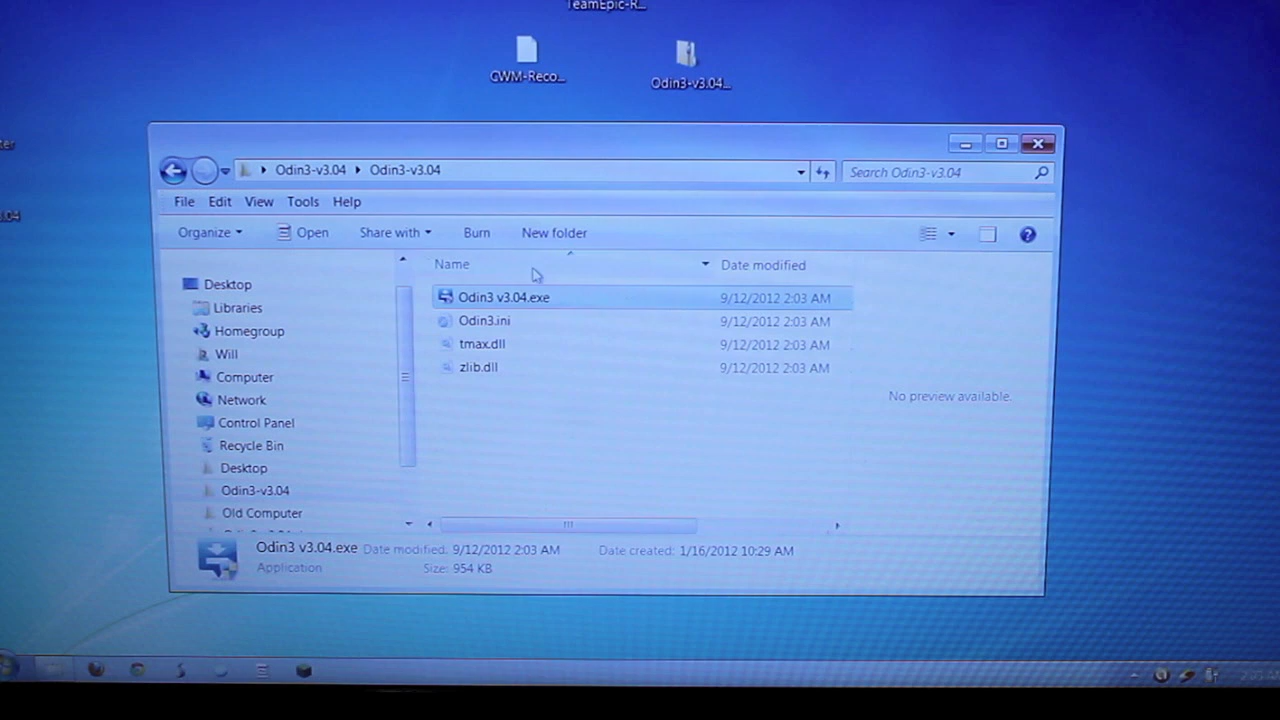 TeamEpic-R...
CWM-Reco...
Odin3-v3.04...
Odin3-v3.04 Odin3-v3.04
Search Odin3-v3.04
File Edit View Tools Help
Organize Open Share with Burn New folder
Name Date modified
Desktop
Libraries
Homegroup
Will
Computer
Network
Control Panel
Recycle Bin
Desktop
Odin3-v3.04
Old Computer
Odin3 v3.04.exe 9/12/2012 2:03 AM
Odin3.ini 9/12/2012 2:03 AM
tmax.dll 9/12/2012 2:03 AM
zlib.dll 9/12/2012 2:03 AM
No preview available.
Odin3 v3.04.exe Date modified: 9/12/2012 2:03 AM Date created: 1/16/2012 10:29 AM
Application Size: 954 KB